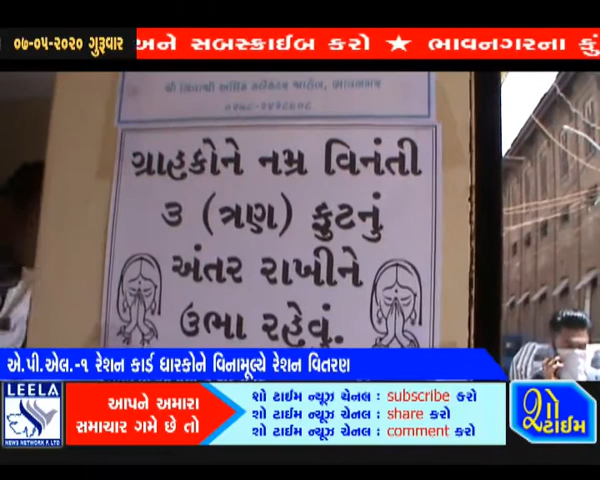 ૦૭-૦૫-૨૦૨૦ ગુરૂવાર
અને સબસ્ક્રાઈબ કરો ★ ભાવનગરના
ગ્રાહકોને નમ્ર વિનંતી
૩ (ત્રણ) ફુટનું
અંતર રાખીને
ઉભા રહેવું.
એ.પી.એલ.-૧ રેશન કાર્ડ ધારકોને વિનામૂલ્યે રેશન વિતરણ
LEELA
NEWS NETWORK P. LTD
આપને અમારા
સમાચાર ગમે છે તો
શો ટાઈમ ન્યૂઝ ચેનલ : subscribe કરો
શો ટાઈમ ન્યૂઝ ચેનલ : share કરો
શો ટાઈમ ન્યૂઝ ચેનલ : comment કરો
શો
ટાઈમ